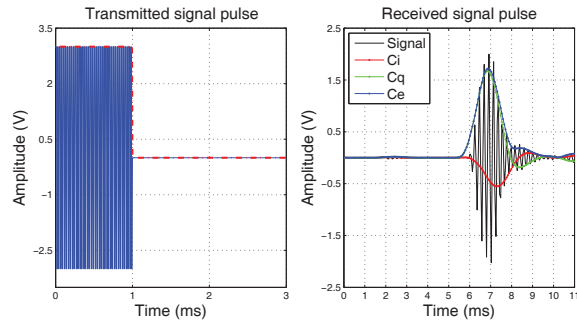 Transmitted signal pulse
3.5
2
0.5
-1
-2.5
Amplitude (V)
0 1 2 3
Time (ms)
Received signal pulse
Signal
Ci
Cq
Ce
2.5
1.5
0.5
-0.5
-1.5
-2.5
Amplitude (V)
0 1 2 3 4 5 6 7 8 9 10 11
Time (ms)